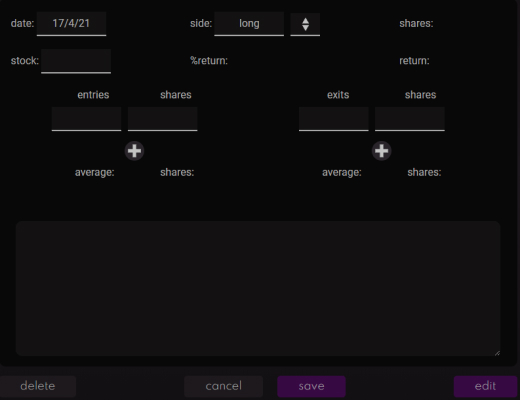 date: 17/4/21 side: long shares:
stock: %return: return:
entries shares exits shares
average: shares: average: shares:
delete cancel save edit